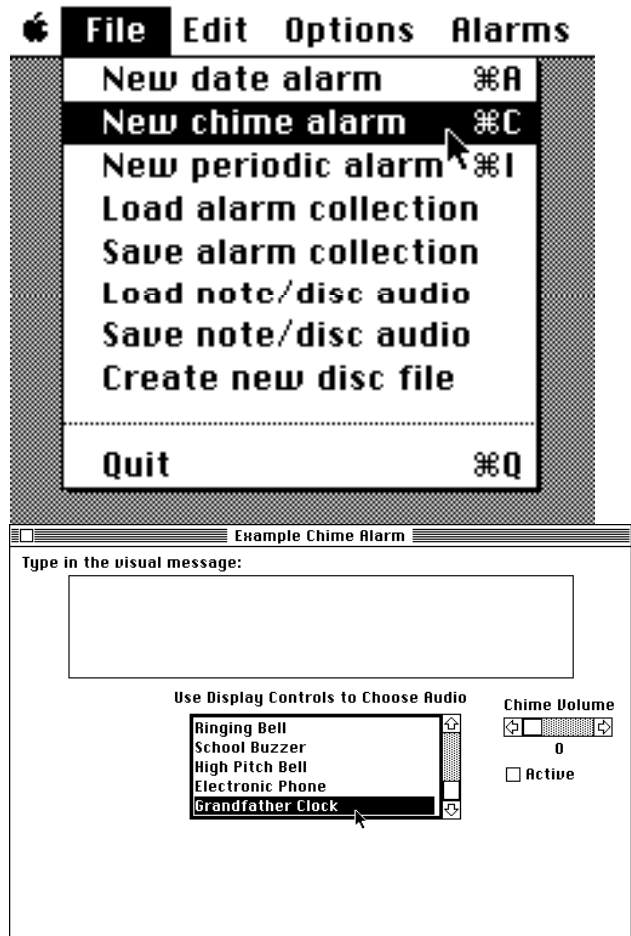 File Edit Options Alarms
New date alarm ⌘A
New chime alarm ⌘C
New periodic alarm ⌘I
Load alarm collection
Save alarm collection
Load note/disc audio
Save note/disc audio
Create new disc file
Quit ⌘Q
Example Chime Alarm
Type in the visual message:
Use Display Controls to Choose Audio
Chime Volume
Ringing Bell
School Buzzer
High Pitch Bell
Electronic Phone
Grandfather Clock
0
Active